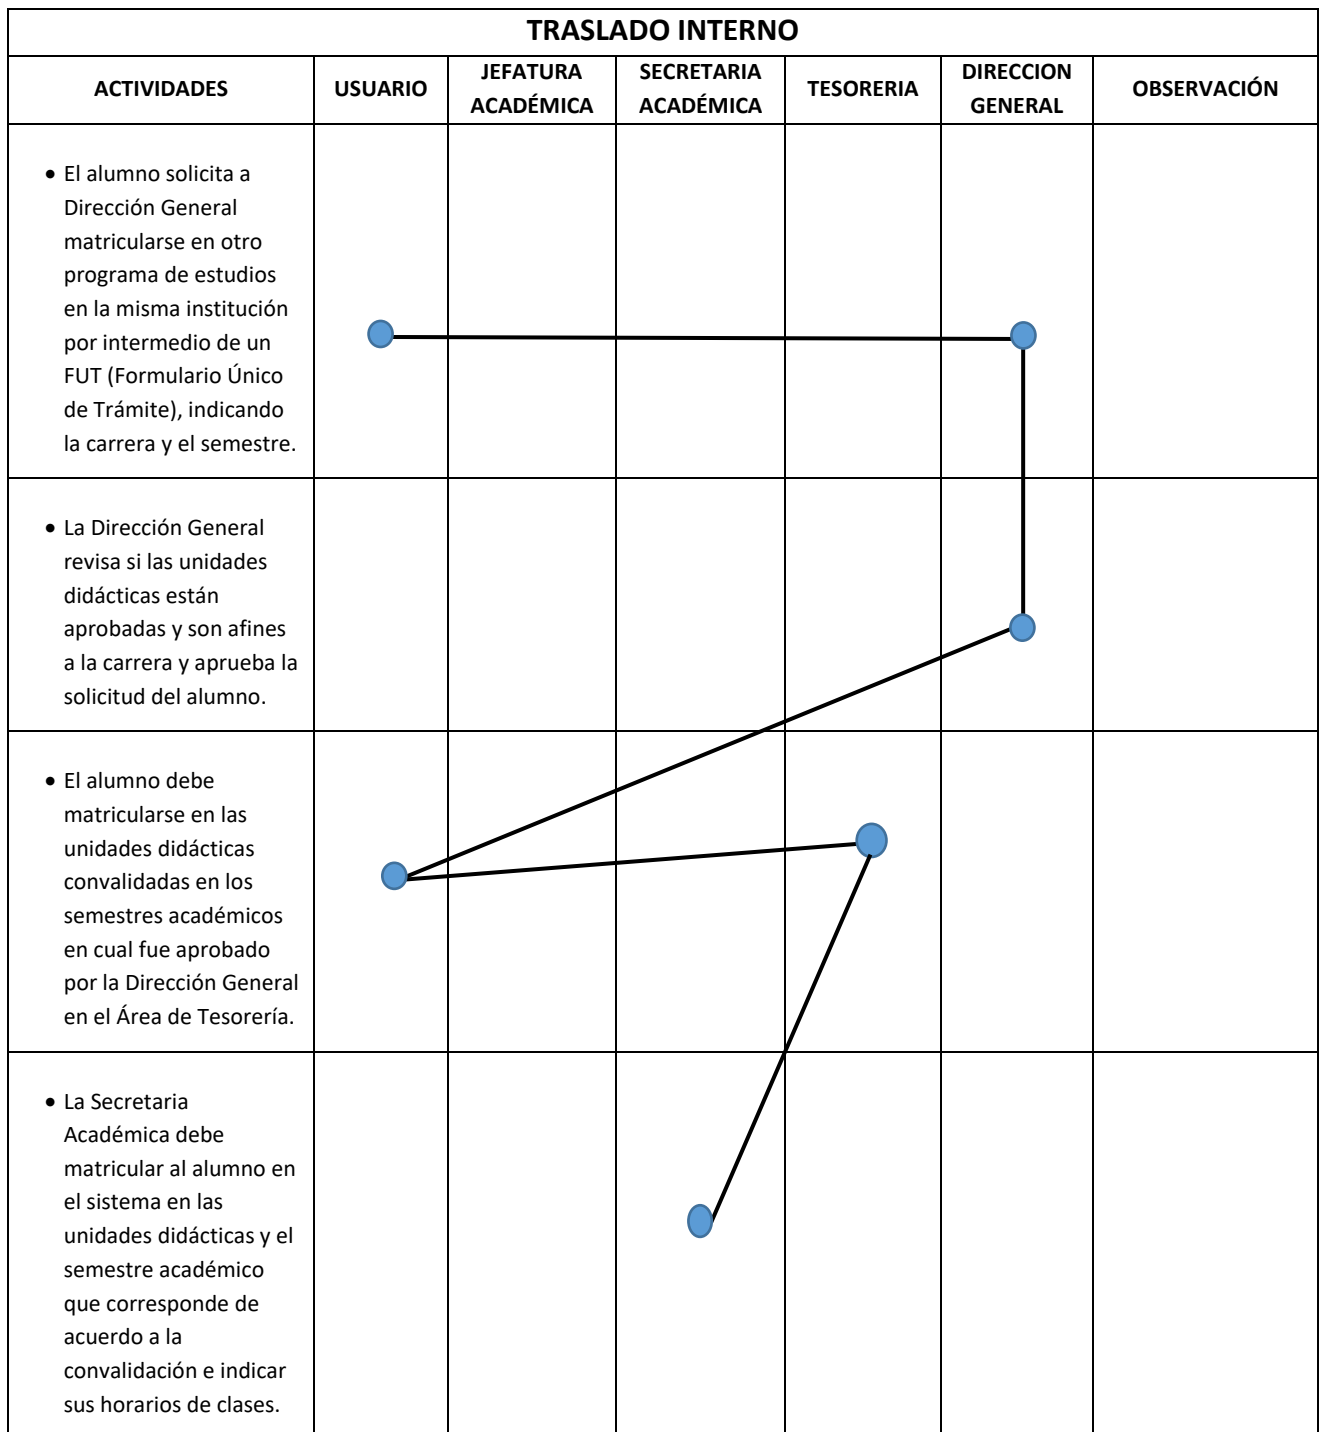 TRASLADO INTERNO
ACTIVIDADES
USUARIO
JEFATURA
ACADÉMICA
SECRETARIA
ACADÉMICA
TESORERIA
DIRECCION
GENERAL
OBSERVACIÓN
• El alumno solicita a
Dirección General
matricularse en otro
programa de estudios
en la misma institución
por intermedio de un
FUT (Formulario Único
de Trámite), indicando
la carrera y el semestre.
• La Dirección General
revisa si las unidades
didácticas están
aprobadas y son afines
a la carrera y aprueba la
solicitud del alumno.
• El alumno debe
matricularse en las
unidades didácticas
convalidadas en los
semestres académicos
en cual fue aprobado
por la Dirección General
en el Área de Tesorería.
• La Secretaria
Académica debe
matricular al alumno en
el sistema en las
unidades didácticas y el
semestre académico
que corresponde de
acuerdo a la
convalidación e indicar
sus horarios de clases.